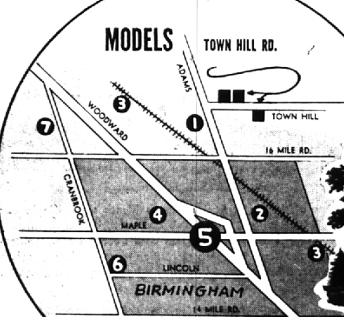 MODELS
TOWN HILL RD.
ADAMS
3
WOODWARD
1
TOWN HILL
7
16 MILE RD.
CRANBROOK
4
2
MAPLE
5
3
6
LINCOLN
BIRMINGHAM
14 MILE RD.